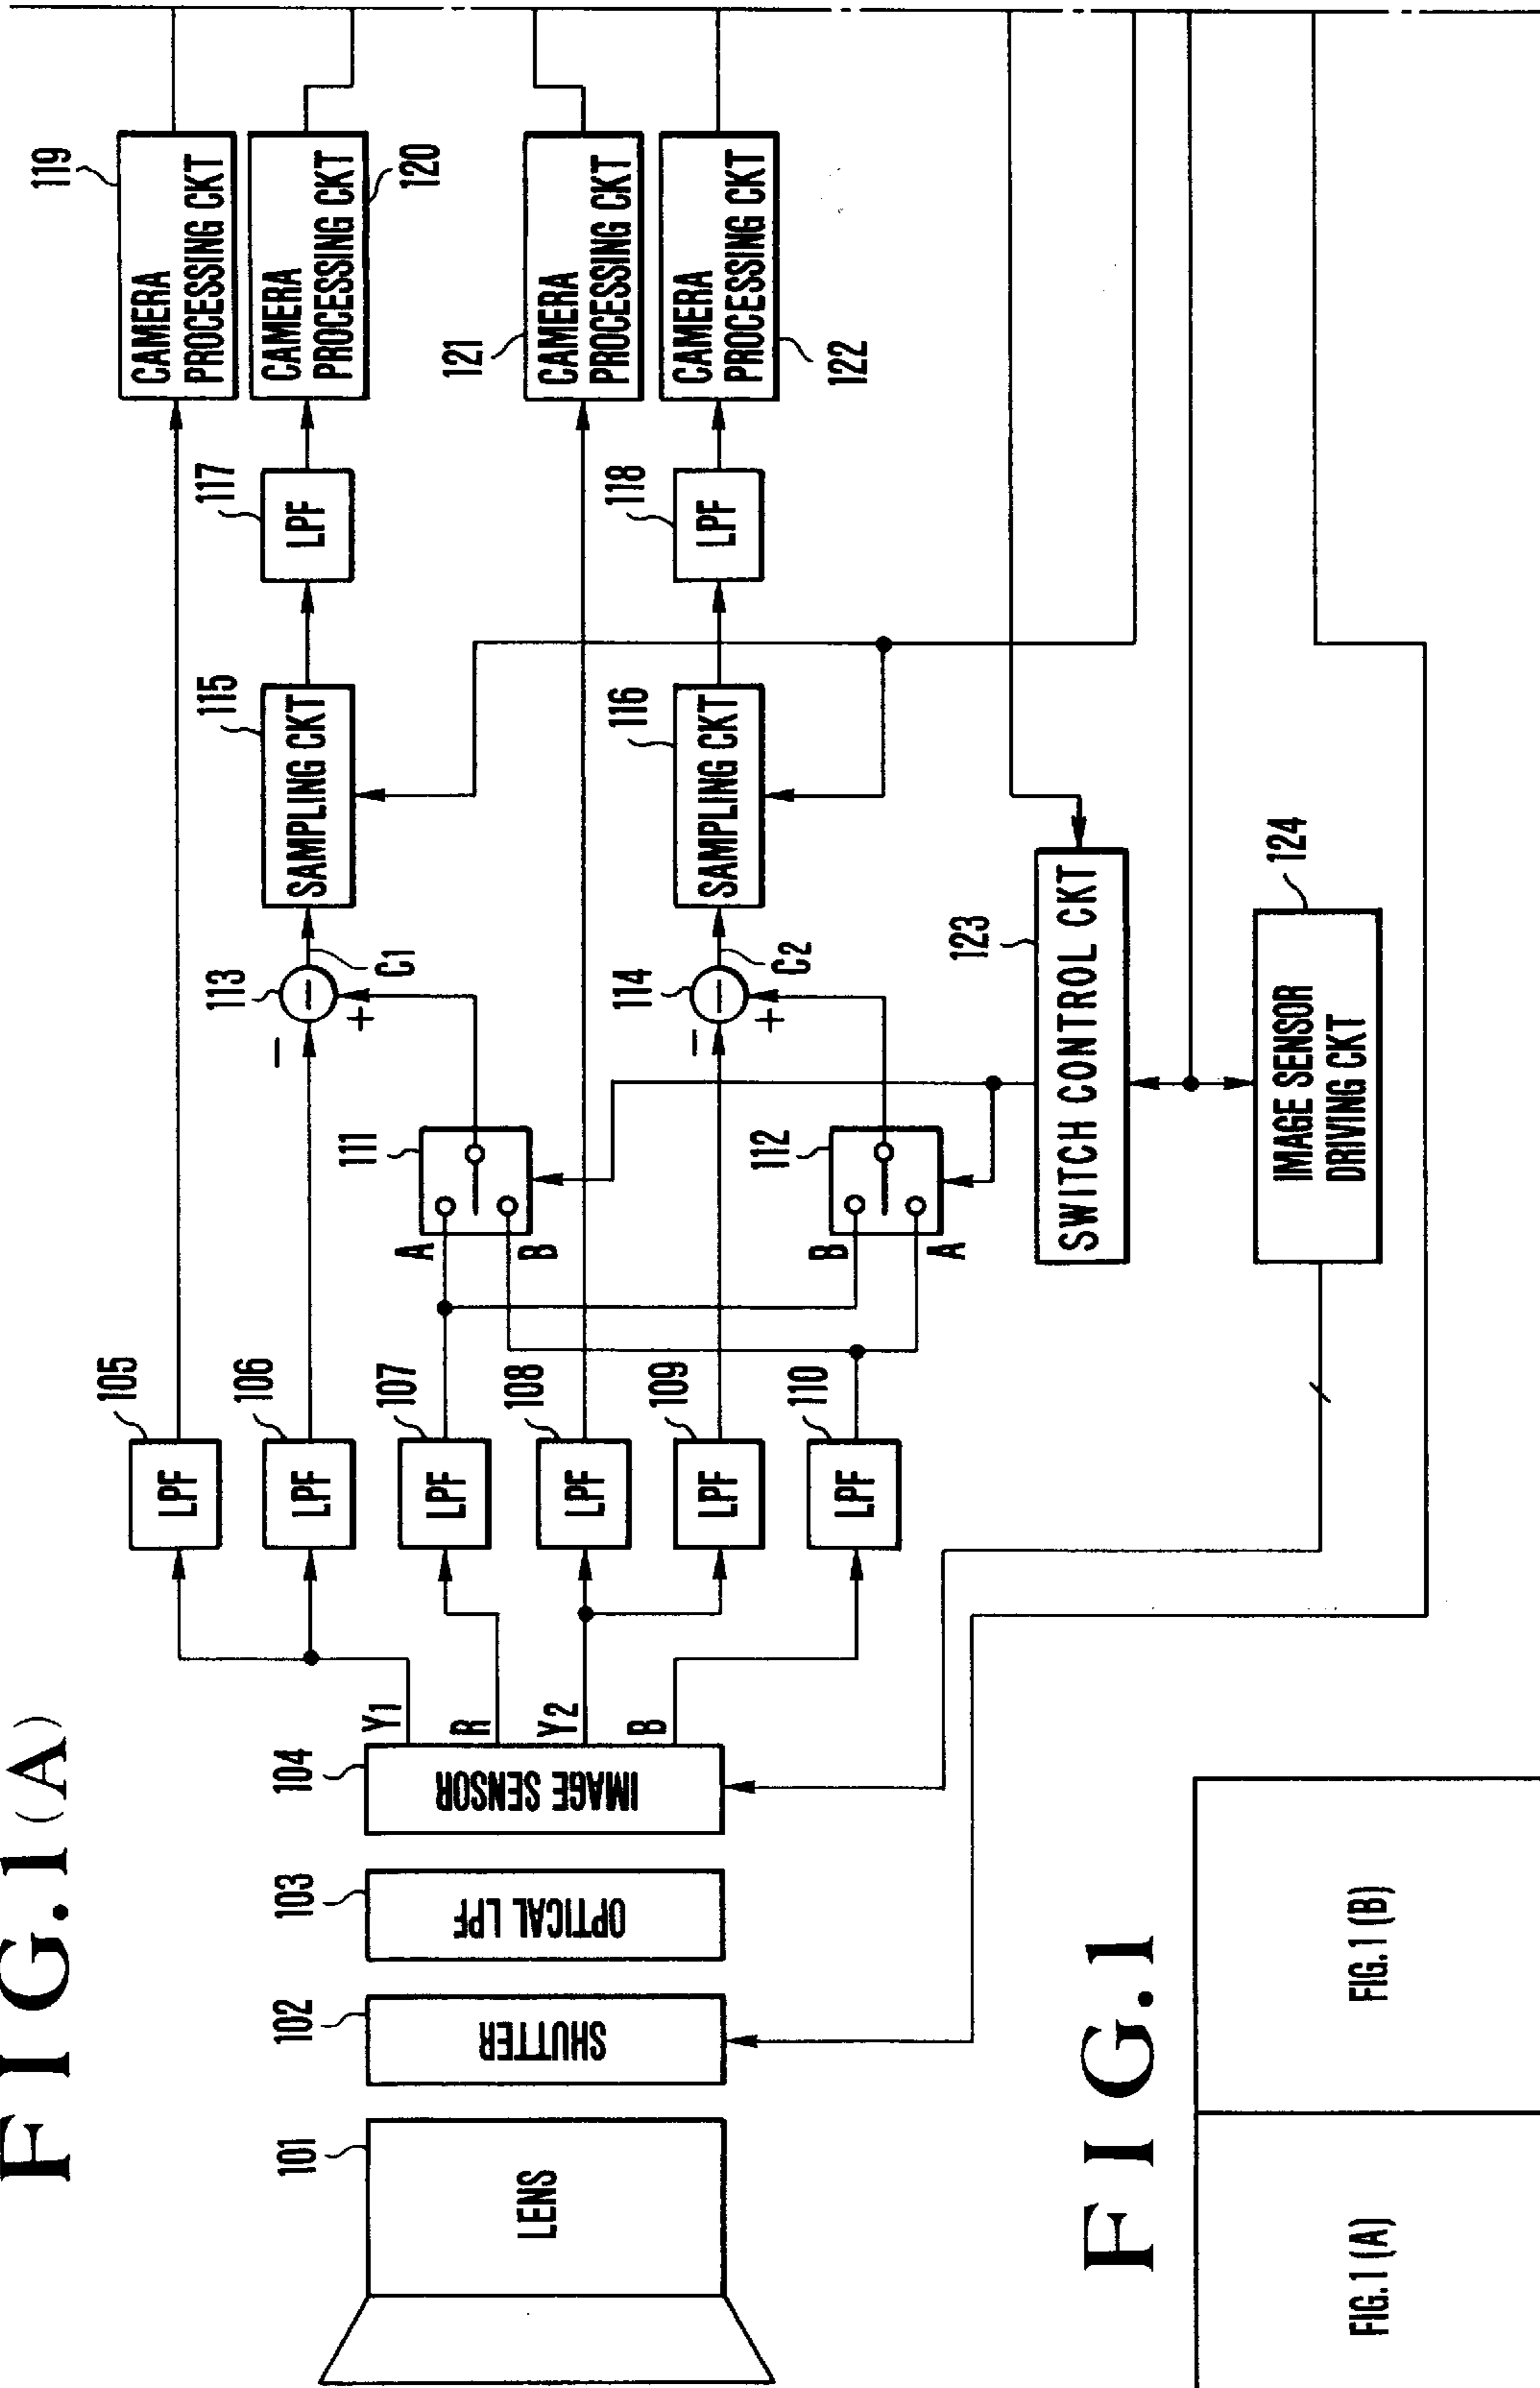 FIG.1(A)
101
LENS
102
SHUTTER
103
OPTICAL LPF
104
IMAGE SENSOR
Y1
R
Y2
B
105
LPF
106
LPF
107
LPF
108
LPF
109
LPF
110
LPF
111
A
B
112
B
A
113
−
+
−
C1
114
−
+
−
C2
115
SAMPLING CKT
116
SAMPLING CKT
117
LPF
118
LPF
119
CAMERA
PROCESSING CKT
CAMERA
PROCESSING CKT
120
121
CAMERA
PROCESSING CKT
CAMERA
PROCESSING CKT
122
123
SWITCH CONTROL CKT
124
IMAGE SENSOR
DRIVING CKT
FIG.1
FIG.1(A)
FIG.1(B)